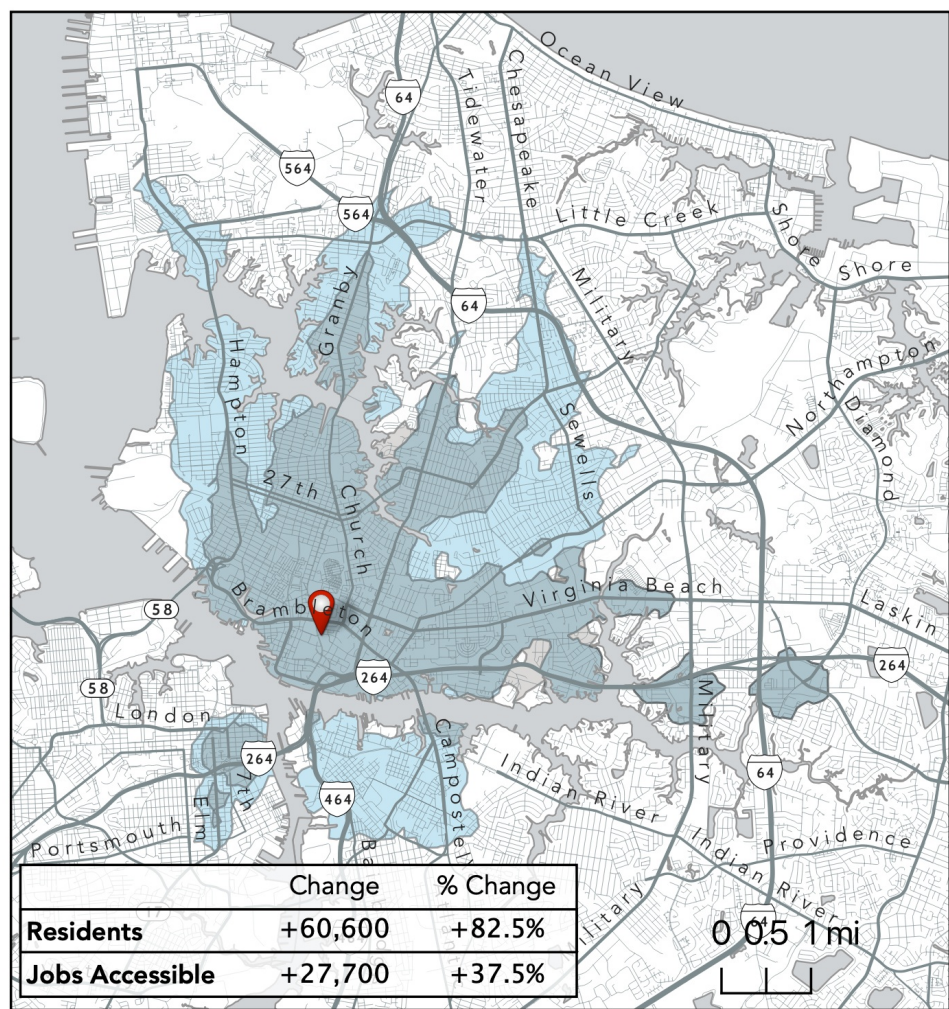 Ocean View
64
Tidewater
Chesapeake
564
564
Little Creek
Shore
Shore
Granby
64
Military
Hampton
Northampton
Diamond
Sewells
27th
Church
Virginia Beach
Brambleton
Laskin
58
264
264
58
London
Military
Campostella
264
7th
Elm
464
64
Indian River
Portsmouth
Indian River
Providence
Military
64
Change % Change
Residents +60,600 +82.5%
Jobs Accessible +27,700 +37.5%
0 0.5 1 mi